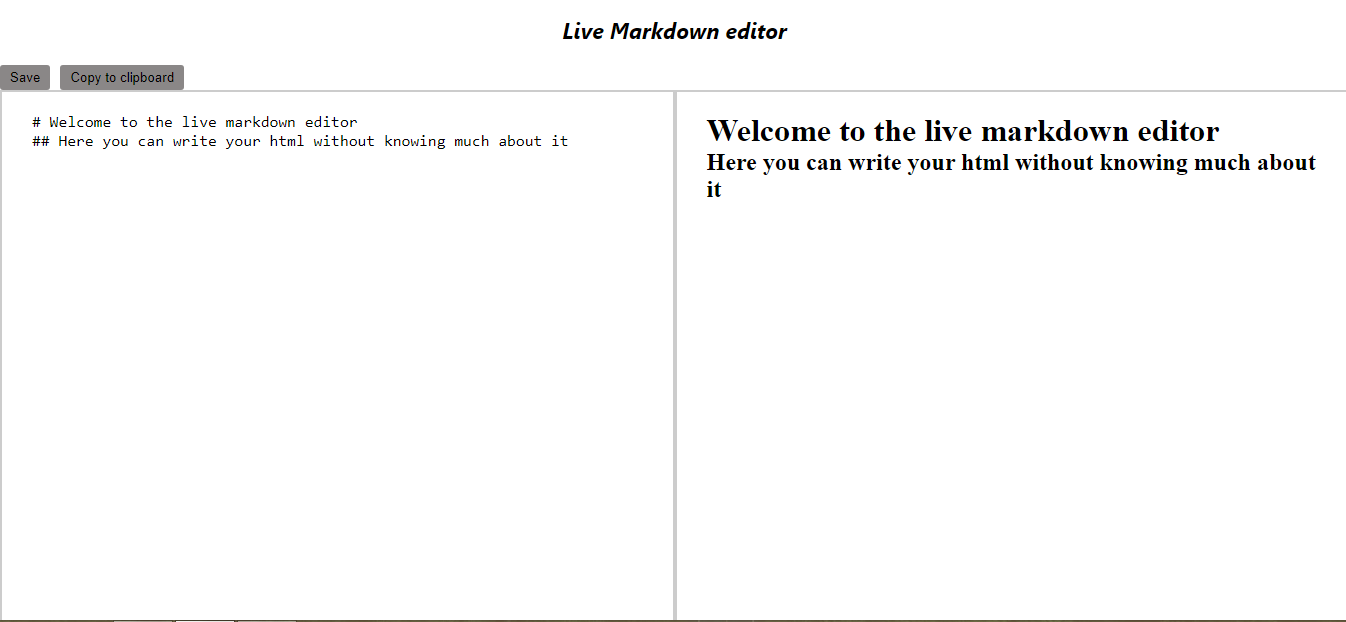 Live Markdown editor
Save Copy to clipboard
# Welcome to the live markdown editor
## Here you can write your html without knowing much about it
Welcome to the live markdown editor
Here you can write your html without knowing much about
it